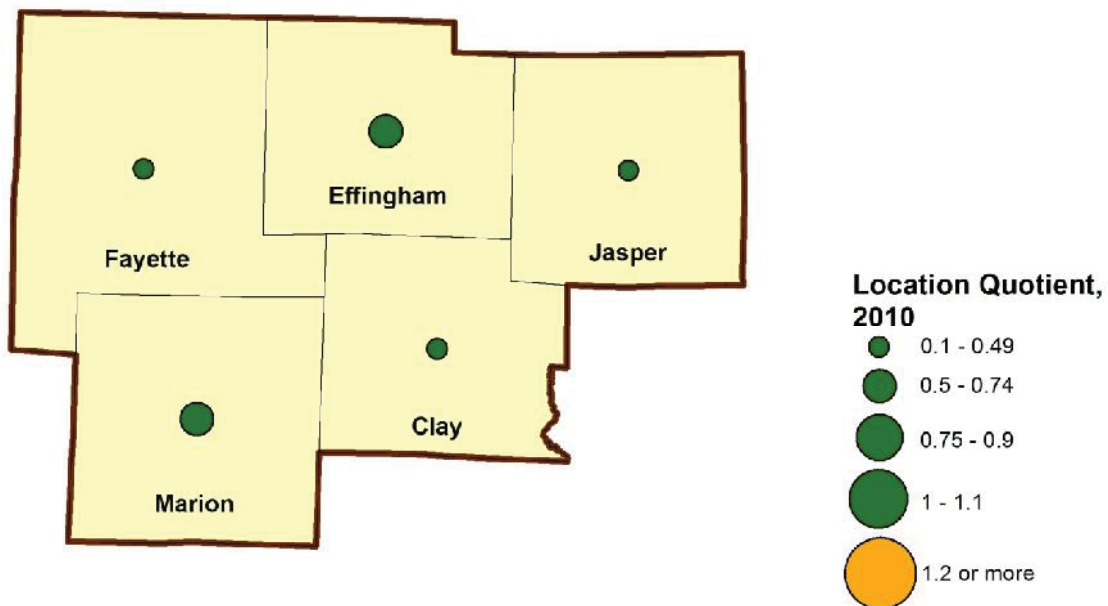 Effingham
Fayette
Jasper
Clay
Marion
Location Quotient,
2010
0.1 - 0.49
0.5 - 0.74
0.75 - 0.9
1 - 1.1
1.2 or more